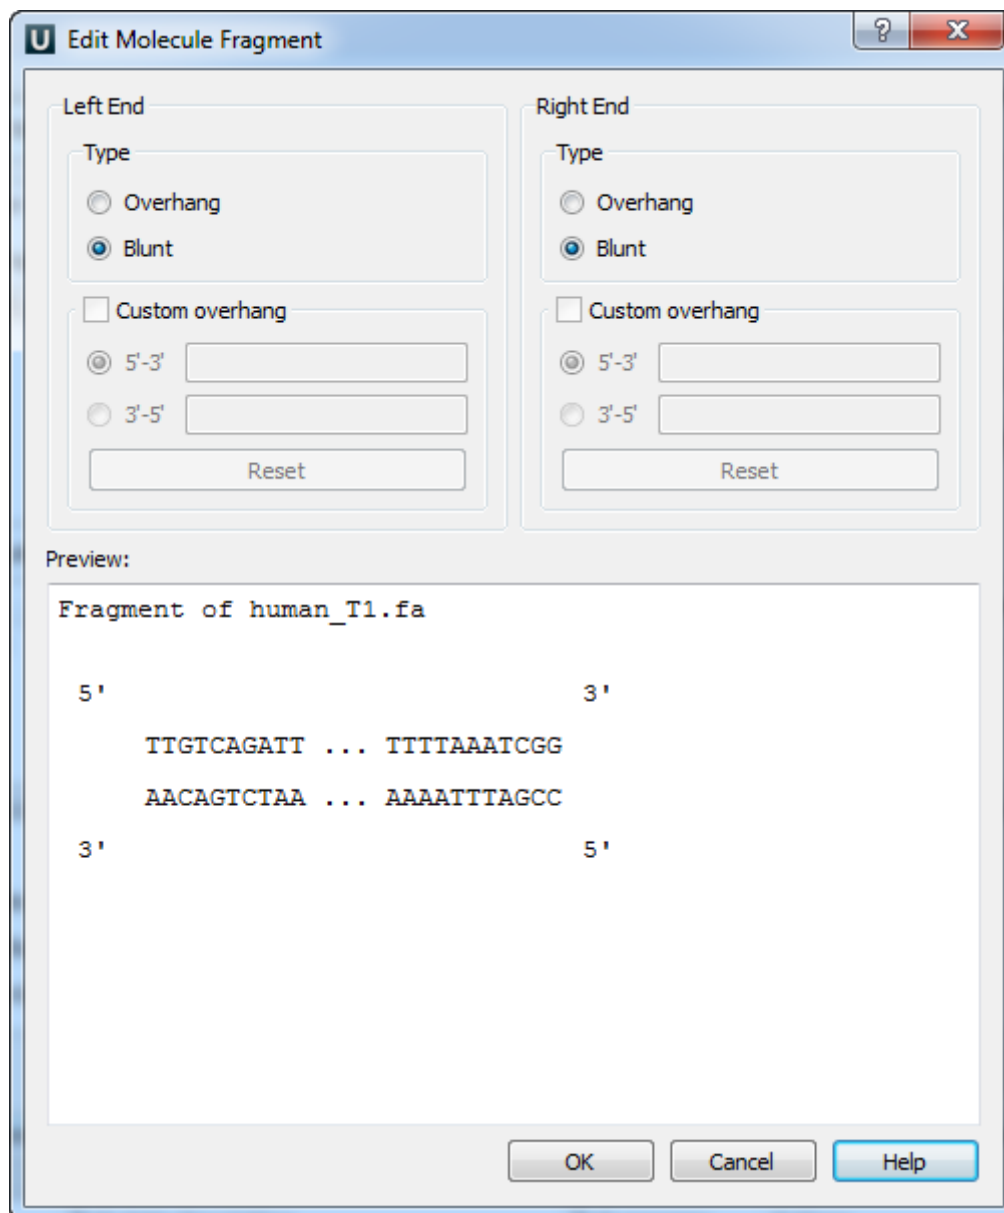 U Edit Molecule Fragment
?
Left End
Type
Overhang
Blunt
Custom overhang
5'-3'
3'-5'
Reset
Right End
Type
Overhang
Blunt
Custom overhang
5'-3'
3'-5'
Reset
Preview:
Fragment of human_T1.fa
5' 3'
TTGTCAGATT ... TTTTAAATCGG
AACAGTCTAA ... AAAATTTAGCC
3' 5'
OK Cancel Help